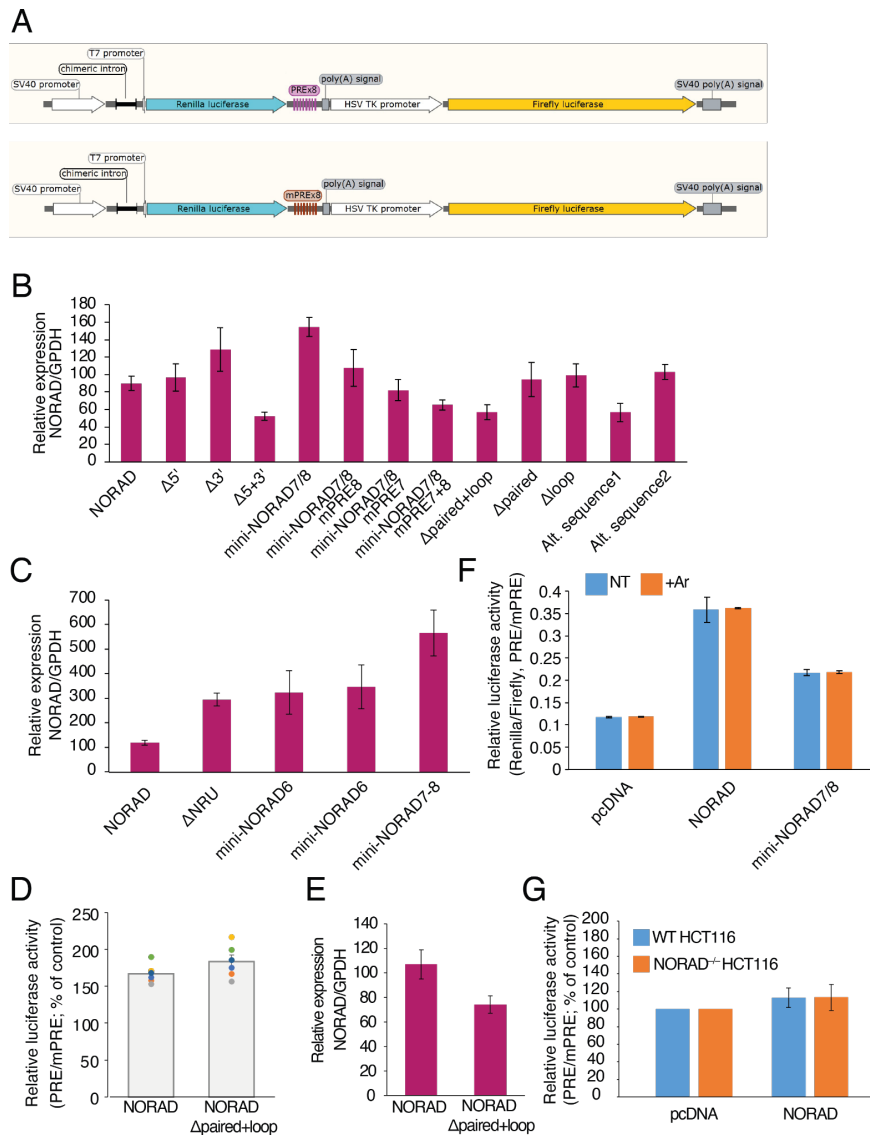 A
T7 promoter
chimeric intron
SV40 promoter
poly(A) signal
PREx8
SV40 poly(A) signal
Renilla luciferase
HSV TK promoter
Firefly luciferase
T7 promoter
chimeric intron
SV40 promoter
poly(A) signal
mPREx8
SV40 poly(A) signal
Renilla luciferase
HSV TK promoter
Firefly luciferase
B
Relative expression
NORAD/GPDH
180
160
140
120
100
80
60
40
20
0
NORAD
Δ5'
Δ3'
Δ5+3'
mini-NORAD7/8
mini-NORAD7/8
mPRE8
mini-NORAD7/8
mPRE7
mini-NORAD7/8
mPRE7+8
Δpaired+loop
Δpaired
Δloop
Alt. sequence1
Alt. sequence2
C
Relative expression
NORAD/GPDH
700
600
500
400
300
200
100
0
NORAD
ΔNRU
mini-NORAD6
mini-NORAD6
mini-NORAD7-8
F
NT
+Ar
Relative luciferase activity
(Renilla/Firefly, PRE/mPRE)
0.4
0.35
0.3
0.25
0.2
0.15
0.1
0.05
0
pcDNA
NORAD
mini-NORAD7/8
D
Relative luciferase activity
(PRE/mPRE; % of control)
250
200
150
100
50
0
NORAD
NORAD
Δpaired+loop
E
Relative expression
NORAD/GPDH
140
120
100
80
60
40
20
0
NORAD
NORAD
Δpaired+loop
G
Relative luciferase activity
(PRE/mPRE; % of control)
200
180
160
140
120
100
80
60
40
20
0
WT HCT116
NORAD⁻/⁻ HCT116
pcDNA
NORAD